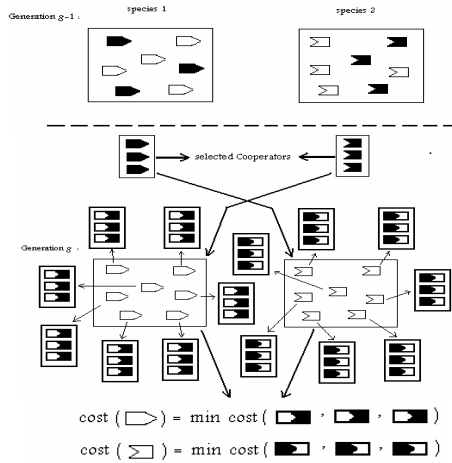 species 1
species 2
Generation g-1 :
selected Cooperators
Generation g :
cost ( ) = min cost( , , )
cost ( ) = min cost( , , )